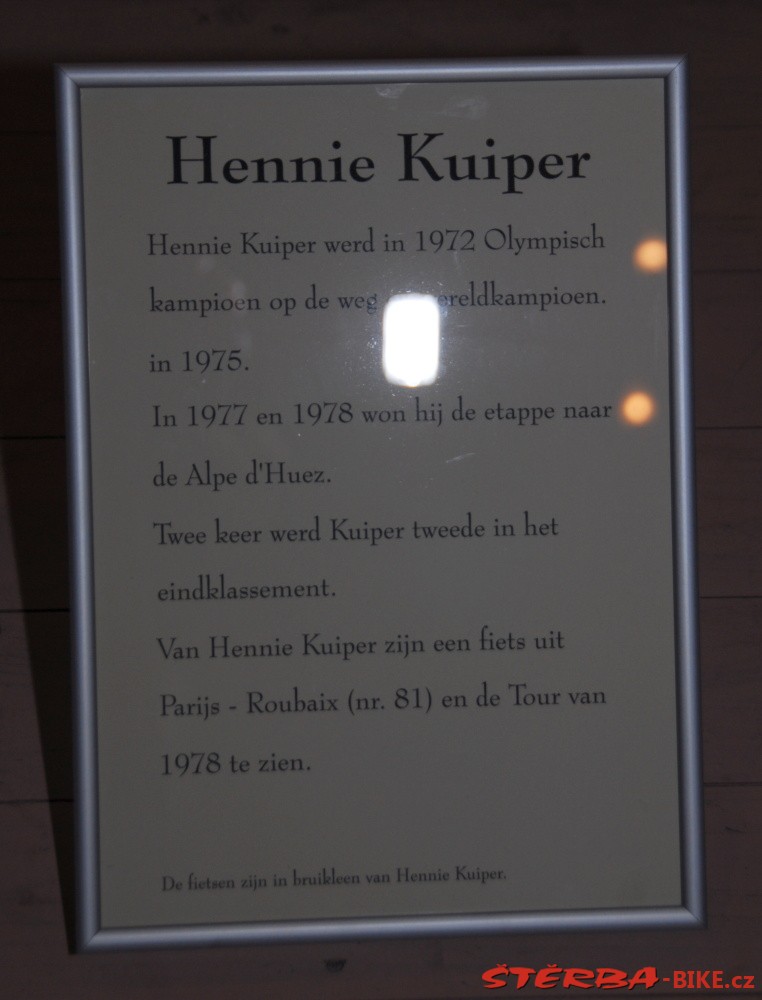 Hennie Kuiper
Hennie Kuiper werd in 1972 Olympisch
kampioen op de weg
in 1975.
In 1977 en 1978 won hij de etappe naar
de Alpe d'Huez.
Twee keer werd Kuiper tweede in het
eindklassement.
Van Hennie Kuiper zijn een fiets uit
Parijs - Roubaix (nr. 81) en de Tour van
1978 te zien.
De fietsen zijn in bruikleen van Hennie Kuiper.
ŠTĚRBA-BIKE.cz